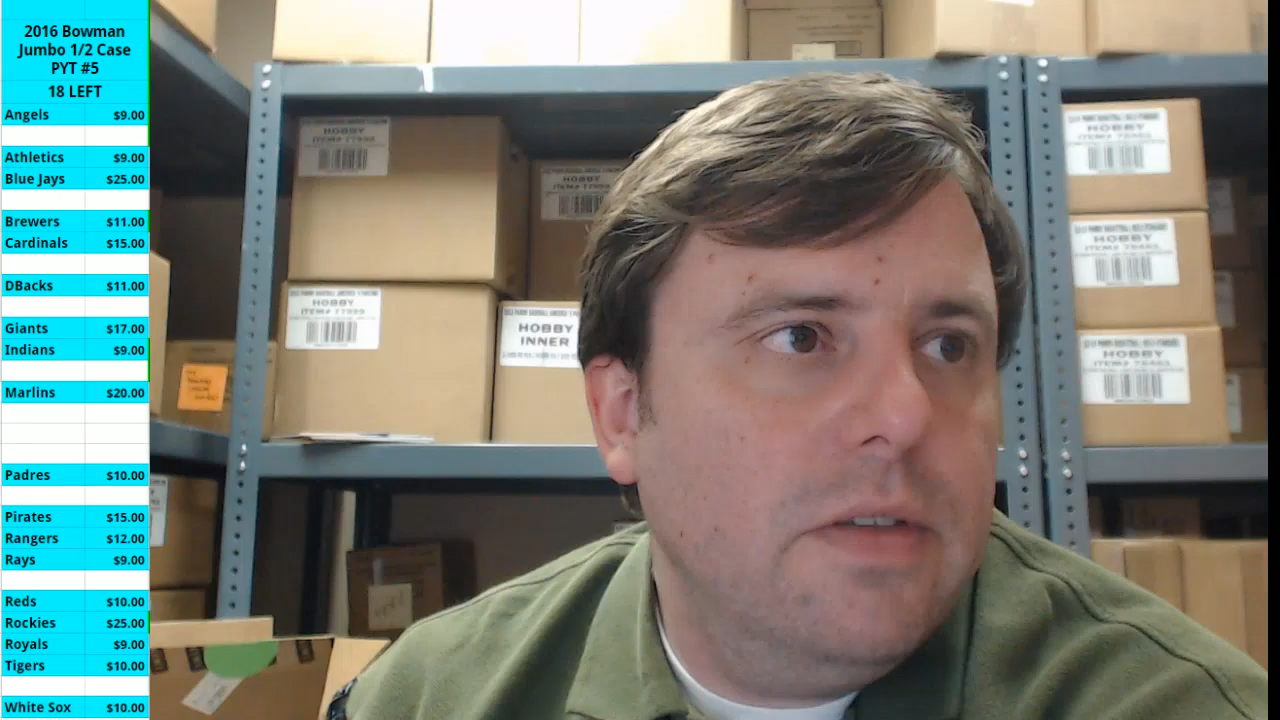 2016 Bowman
Jumbo 1/2 Case
PYT #5
18 LEFT
Angels $9.00
Athletics $9.00
Blue Jays $25.00
Brewers $11.00
Cardinals $15.00
DBacks $11.00
Giants $17.00
Indians $9.00
Marlins $20.00
Padres $10.00
Pirates $15.00
Rangers $12.00
Rays $9.00
Reds $10.00
Rockies $25.00
Royals $9.00
Tigers $10.00
White Sox $10.00
HOBBY
HOBBY
HOBBY
HOBBY
INNER
HOBBY
HOBBY
HOBBY